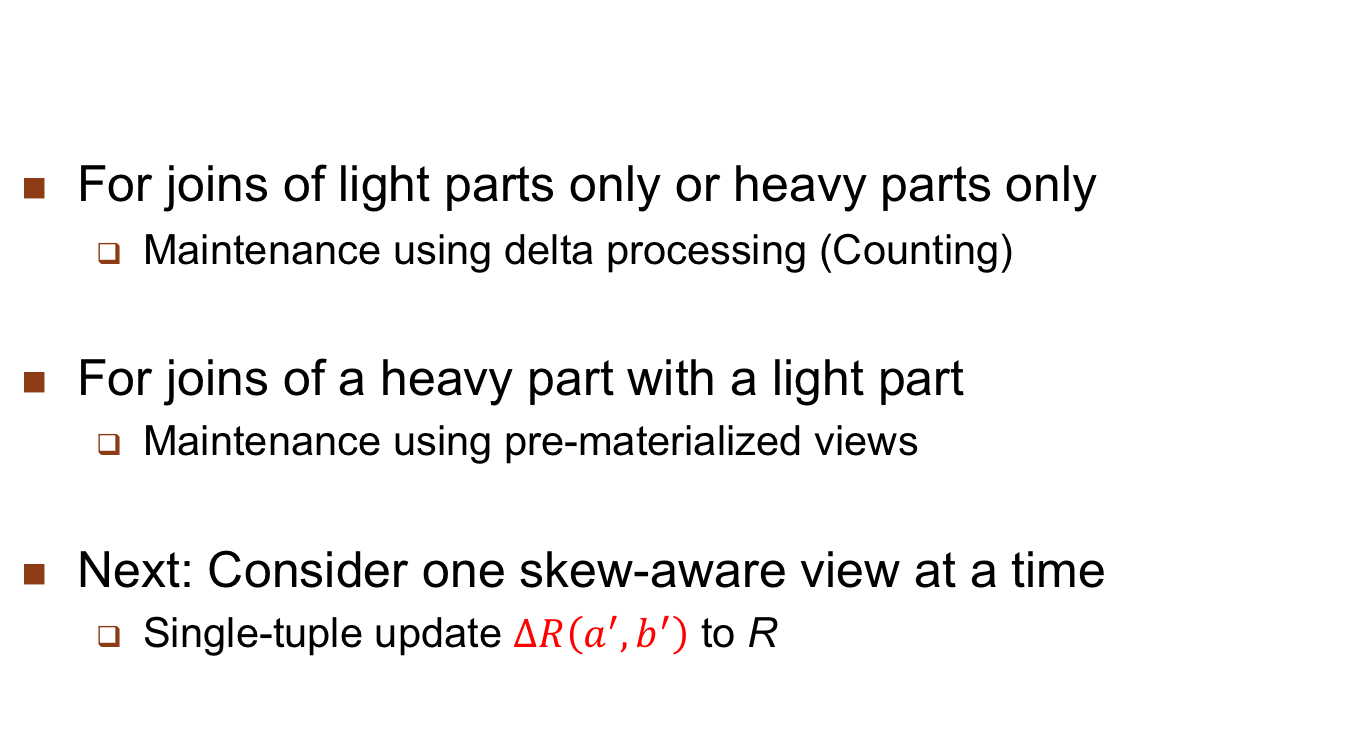 ■ For joins of light parts only or heavy parts only
❑ Maintenance using delta processing (Counting)
■ For joins of a heavy part with a light part
❑ Maintenance using pre-materialized views
■ Next: Consider one skew-aware view at a time
❑ Single-tuple update Δ𝑅(𝑎′, 𝑏′) to R